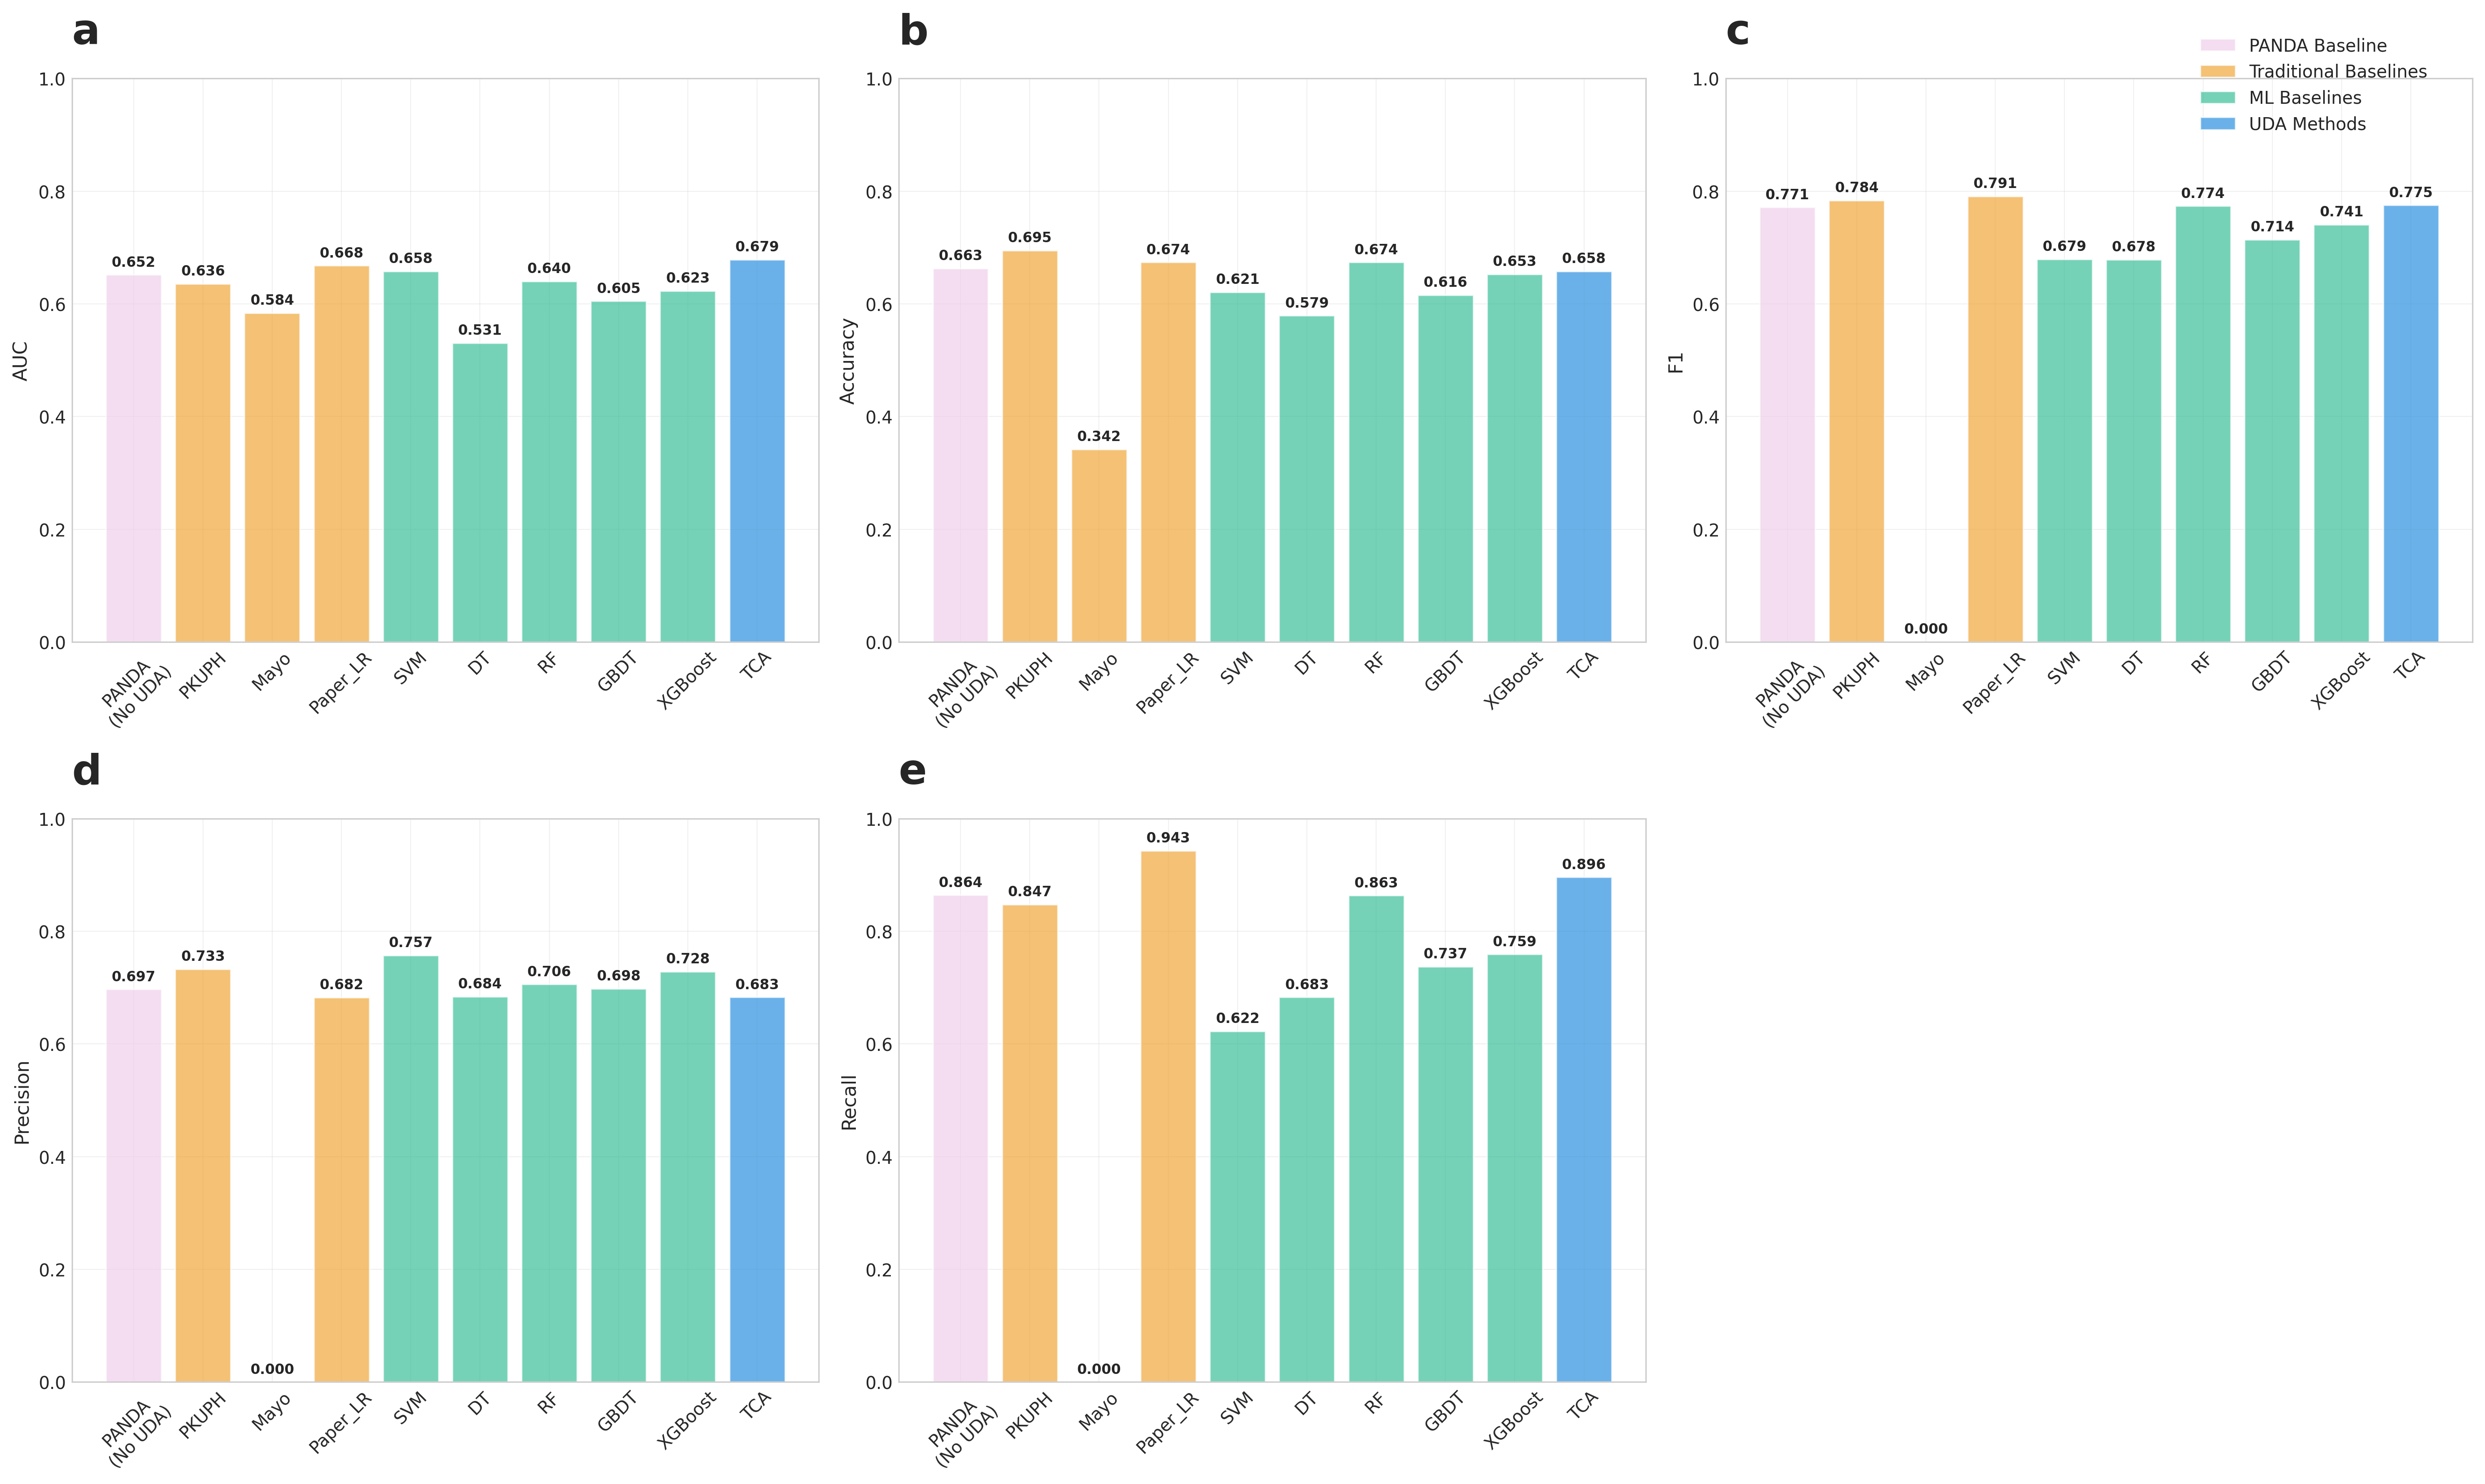 a
1.0
0.8
0.6
0.4
0.2
0.0
AUC
0.652
0.636
0.584
0.668
0.658
0.531
0.640
0.605
0.623
0.679
PANDA
(No UDA)
PKUPH
Mayo
Paper_LR
SVM
DT
RF
GBDT
XGBoost
TCA
b
1.0
0.8
0.6
0.4
0.2
0.0
Accuracy
0.663
0.695
0.342
0.674
0.621
0.579
0.674
0.616
0.653
0.658
PANDA
(No UDA)
PKUPH
Mayo
Paper_LR
SVM
DT
RF
GBDT
XGBoost
TCA
c
PANDA Baseline
Traditional Baselines
ML Baselines
UDA Methods
1.0
0.8
0.6
0.4
0.2
0.0
F1
0.771
0.784
0.000
0.791
0.679
0.678
0.774
0.714
0.741
0.775
PANDA
(No UDA)
PKUPH
Mayo
Paper_LR
SVM
DT
RF
GBDT
XGBoost
TCA
d
1.0
0.8
0.6
0.4
0.2
0.0
Precision
0.697
0.733
0.000
0.682
0.757
0.684
0.706
0.698
0.728
0.683
PANDA
(No UDA)
PKUPH
Mayo
Paper_LR
SVM
DT
RF
GBDT
XGBoost
TCA
e
1.0
0.8
0.6
0.4
0.2
0.0
Recall
0.864
0.847
0.000
0.943
0.622
0.683
0.863
0.737
0.759
0.896
PANDA
(No UDA)
PKUPH
Mayo
Paper_LR
SVM
DT
RF
GBDT
XGBoost
TCA